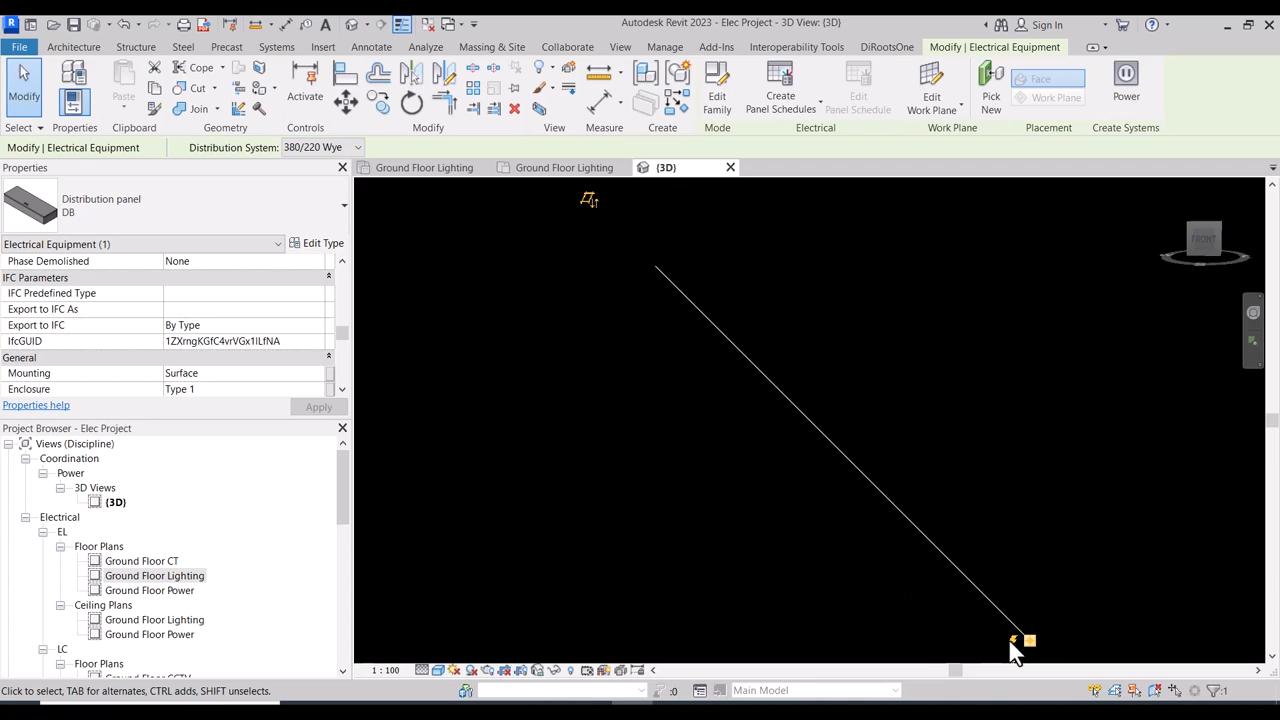 Autodesk Revit 2023 - Elec Project - 3D View: {3D}
Sign In
File Architecture Structure Steel Precast Systems Insert Annotate Analyze Massing & Site Collaborate View Manage Add-Ins Interoperability Tools DiRootsOne Modify | Electrical Equipment
Modify Paste Cope Cut Join Activate Edit Family Create Panel Schedules Edit Panel Schedule Edit Work Plane Pick New Face Work Plane Power
Select Properties Clipboard Geometry Controls Modify View Measure Create Mode Electrical Work Plane Placement Create Systems
Modify | Electrical Equipment Distribution System: 380/220 Wye
Properties
Ground Floor Lighting Ground Floor Lighting {3D}
Distribution panel
DB
FRONT
Electrical Equipment (1) Edit Type
Phase Demolished None
IFC Parameters
IFC Predefined Type
Export to IFC As
Export to IFC By Type
IfcGUID 1ZXrngKGfC4vrVGx1ILfNA
General
Mounting Surface
Enclosure Type 1
Properties help Apply
Project Browser - Elec Project
Views (Discipline)
Coordination
Power
3D Views
{3D}
Electrical
EL
Floor Plans
Ground Floor CT
Ground Floor Lighting
Ground Floor Power
Ceiling Plans
Ground Floor Lighting
Ground Floor Power
LC
Floor Plans
1 : 100
Click to select, TAB for alternates, CTRL adds, SHIFT unselects. :0 Main Model :1